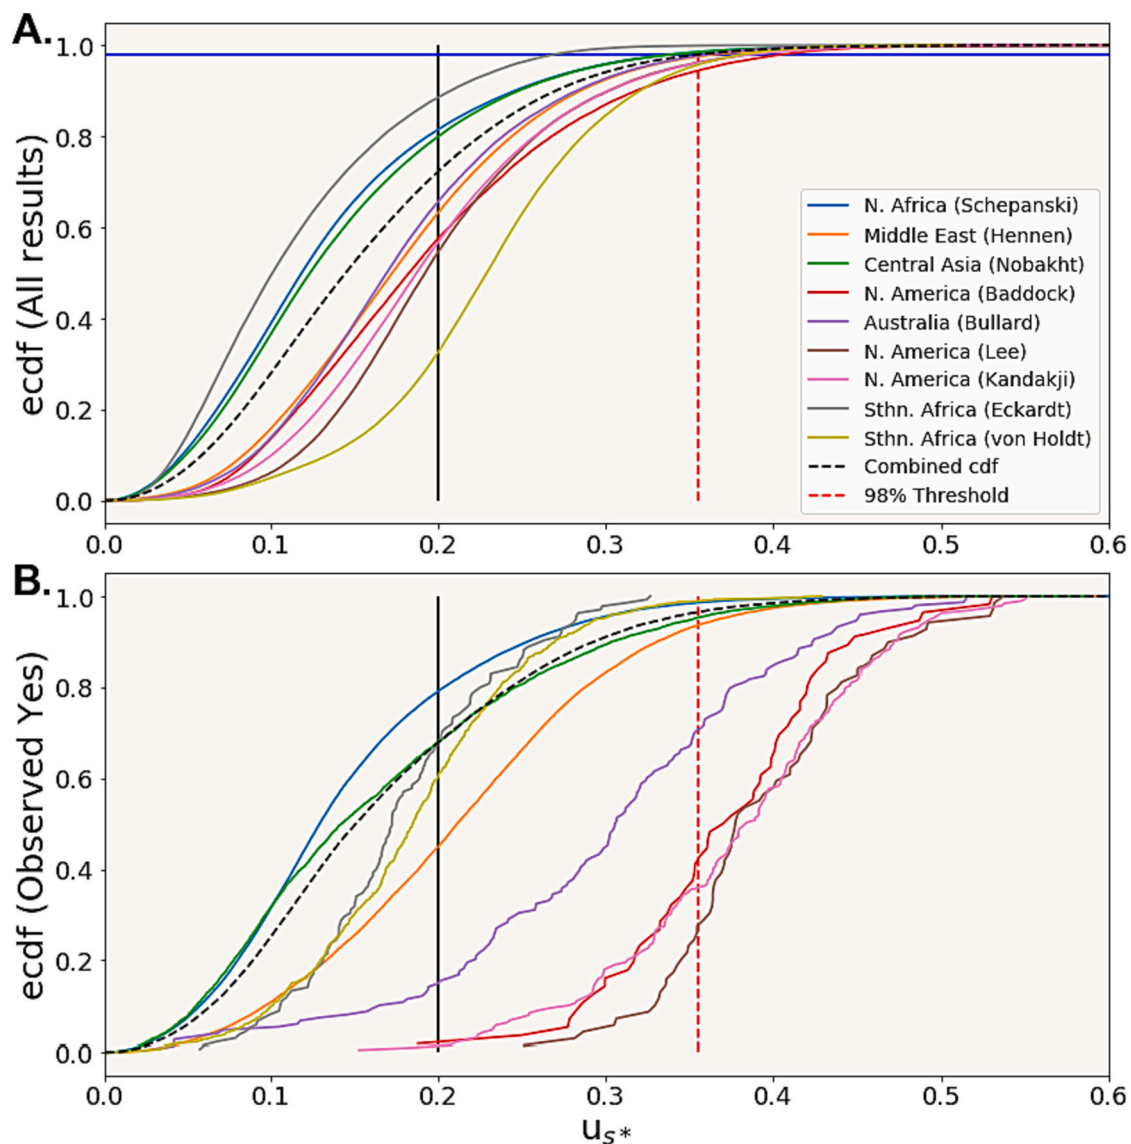 A.
ecdf (All results)
1.0
0.8
0.6
0.4
0.2
0.0
N. Africa (Schepanski)
Middle East (Hennen)
Central Asia (Nobakht)
N. America (Baddock)
Australia (Bullard)
N. America (Lee)
N. America (Kandakji)
Sthn. Africa (Eckardt)
Sthn. Africa (von Holdt)
Combined cdf
98% Threshold
0.0 0.1 0.2 0.3 0.4 0.5 0.6
B.
ecdf (Observed Yes)
1.0
0.8
0.6
0.4
0.2
0.0
0.0 0.1 0.2 0.3 0.4 0.5 0.6
us*